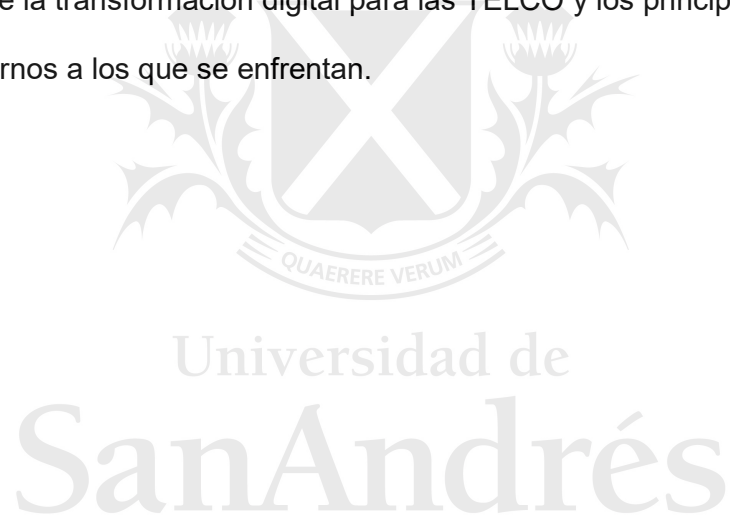 e la transformación digital para las TELCO y los princip
rnos a los que se enfrentan.
QUAERERE VERUM
Universidad de
SanAndrés